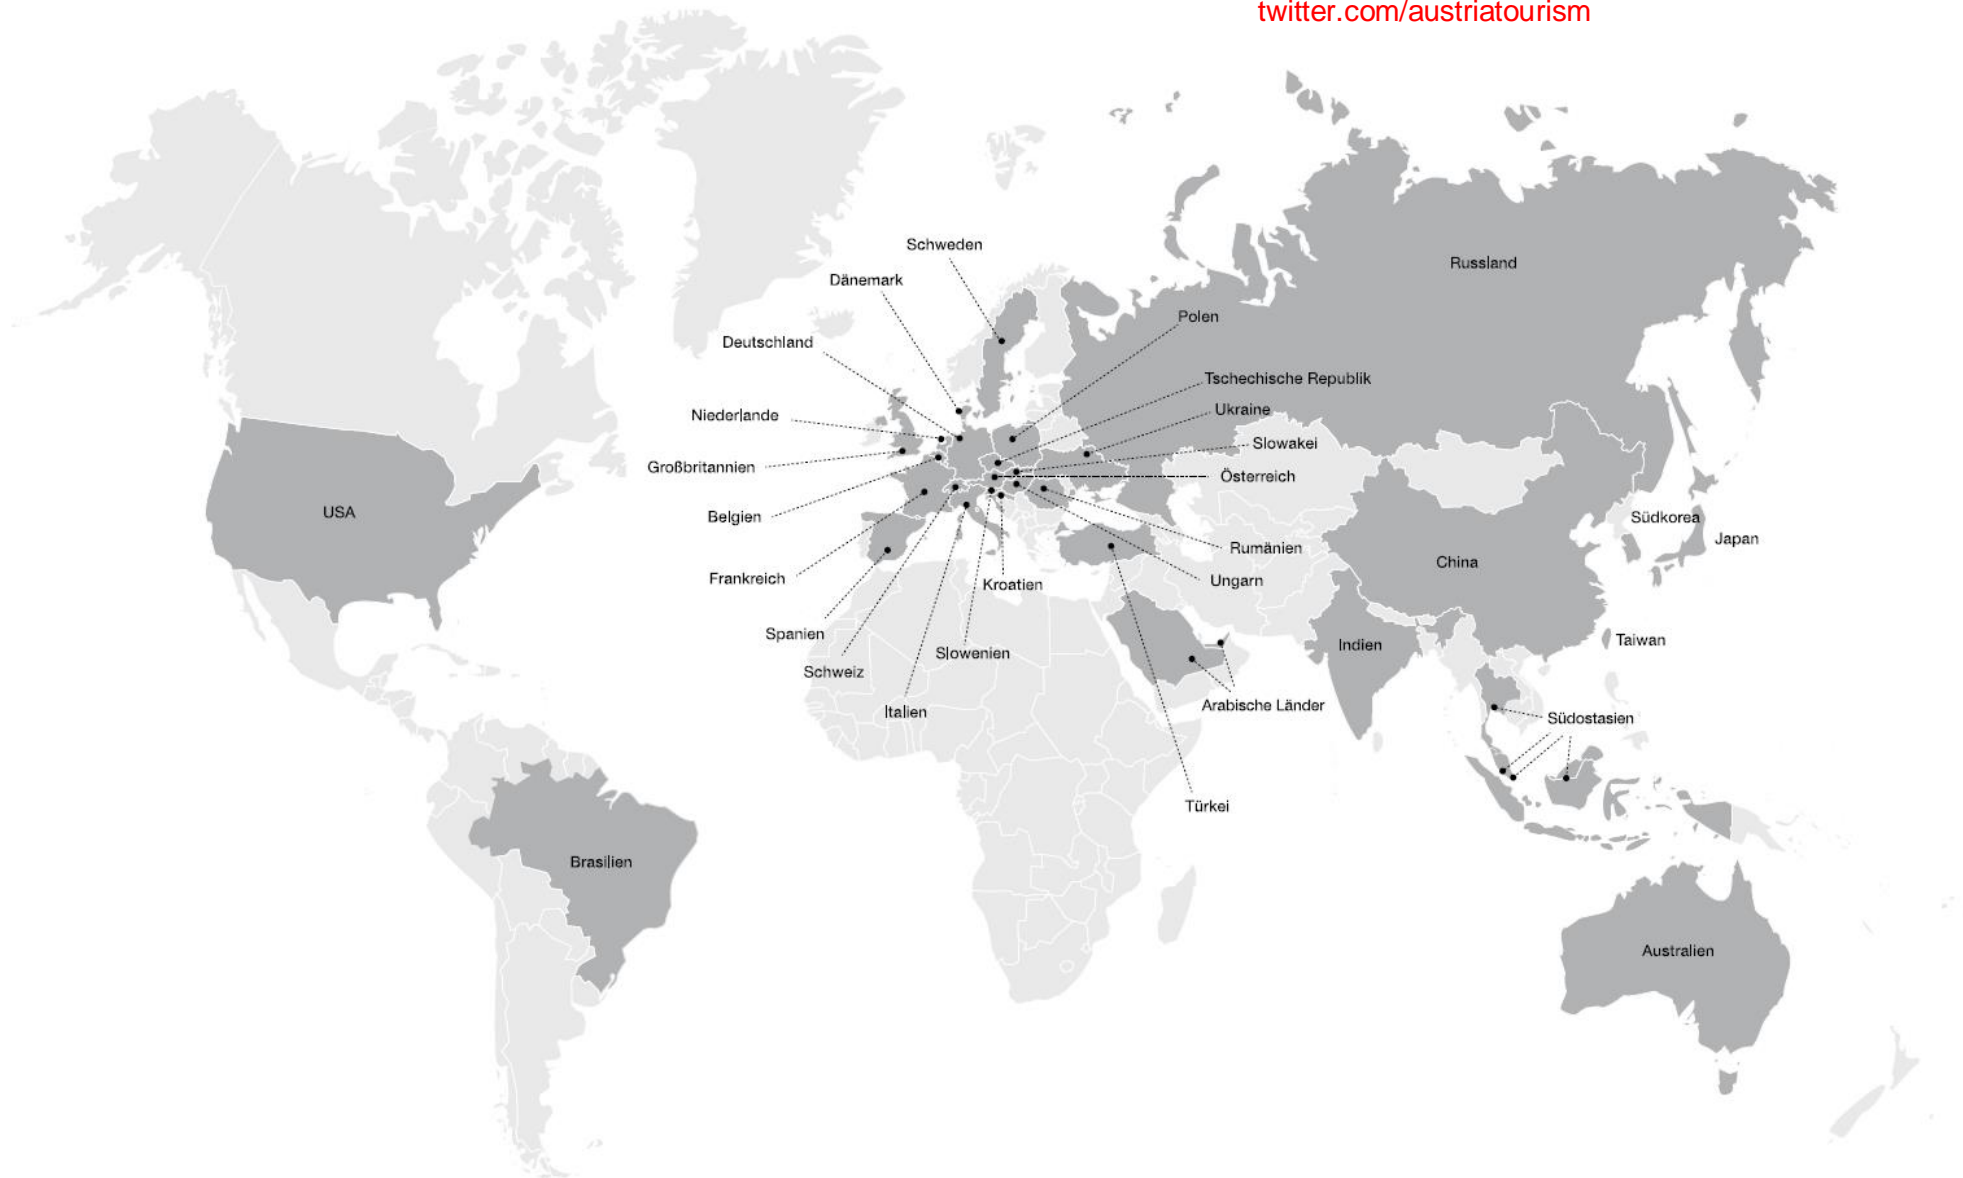 twitter.com/austriatourism
Schweden
Russland
Dänemark
Polen
Deutschland
Tschechische Republik
Niederlande
Ukraine
Slowakei
Großbritannien
Österreich
USA
Belgien
Südkorea
Japan
Rumänien
China
Frankreich
Kroatien
Ungarn
Spanien
Taiwan
Indien
Slowenien
Schweiz
Arabische Länder
Italien
Südostasien
Türkei
Brasilien
Australien